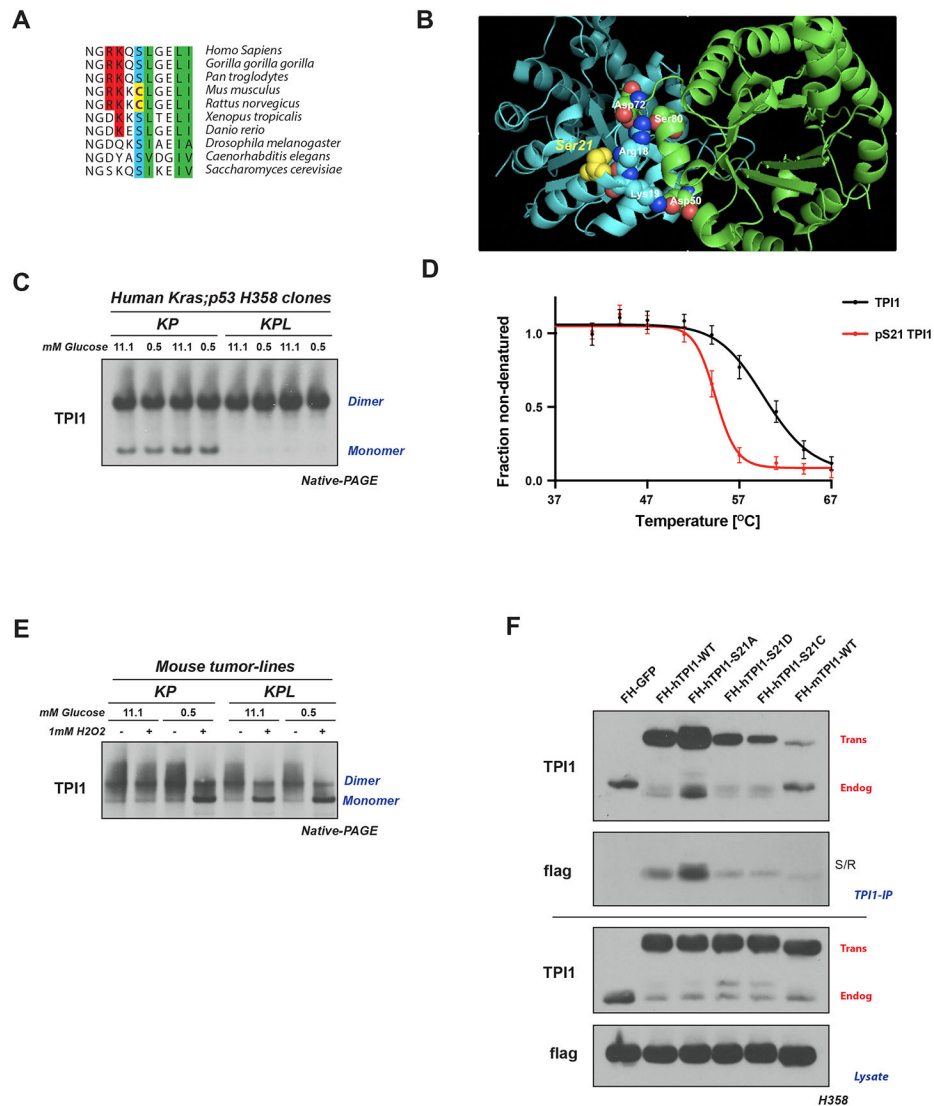 A
NGRKQSLGELI Homo Sapiens
NGRKQSLGELI Gorilla gorilla gorilla
NGRKQSLGELI Pan troglodytes
NGRKKCLGELI Mus musculus
NGRKKCLGELI Rattus norvegicus
NGDKKSLTELI Xenopus tropicalis
NGDKESLGELI Danio rerio
NGDQKSIAEIA Drosophila melanogaster
NGDYASVDGIV Caenorhabditis elegans
NGSKQSIKEIV Saccharomyces cerevisiae
B
Asp72
Ser80
Ser21
Arg18
Lys19
Asp50
C
Human Kras;p53 H358 clones
KP KPL
mM Glucose 11.1 0.5 11.1 0.5 11.1 0.5 11.1 0.5
TPI1
Dimer
Monomer
Native-PAGE
D
Fraction non-denatured
1.0
0.5
0.0
37 47 57 67
Temperature [ºC]
TPI1
pS21 TPI1
E
Mouse tumor-lines
KP KPL
mM Glucose 11.1 0.5 11.1 0.5
1mM H2O2 - + - + - + - +
TPI1
Dimer
Monomer
Native-PAGE
F
FH-GFP
FH-hTPI1-WT
FH-hTPI1-S21A
FH-hTPI1-S21D
FH-hTPI1-S21C
FH-mTPI1-WT
TPI1
Trans
Endog
flag
S/R
TPI1-IP
TPI1
Trans
Endog
flag
Lysate
H358